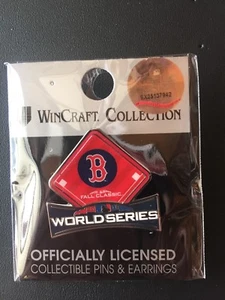 WINCRAFT COLLECTION
B
FALL CLASSIC
WORLD SERIES
OFFICIALLY LICENSED
COLLECTIBLE PINS & EARRINGS